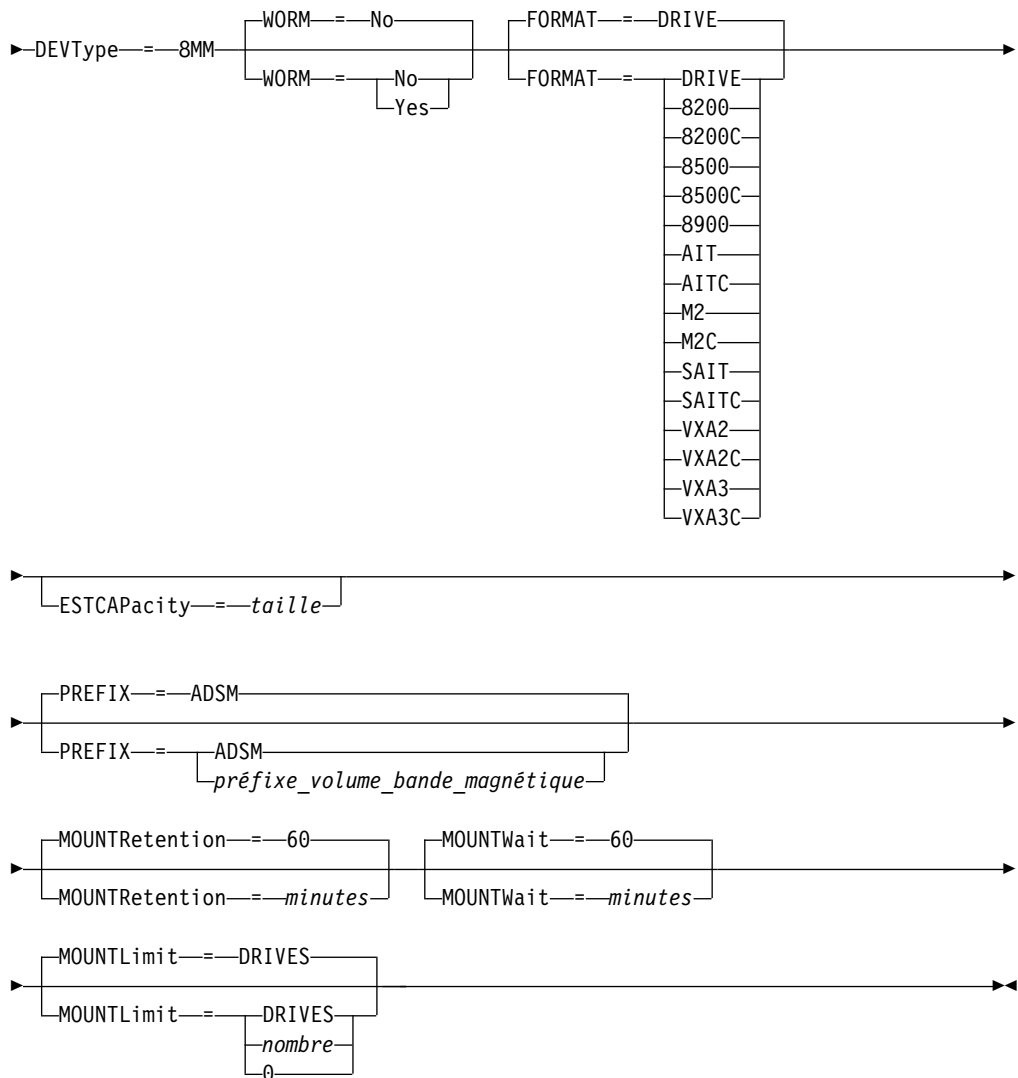 WORM = No FORMAT = DRIVE
DEVType = 8MM
WORM = No FORMAT = DRIVE
Yes 8200
8200C
8500
8500C
8900
AIT
AITC
M2
M2C
SAIT
SAITC
VXA2
VXA2C
VXA3
VXA3C
ESTCAPacity = taille
PREFIX = ADSM
PREFIX = ADSM
préfixe_volume_bande_magnétique
MOUNTRetention = 60 MOUNTWait = 60
MOUNTRetention = minutes MOUNTWait = minutes
MOUNTLimit = DRIVES
MOUNTLimit = DRIVES
nombre
0